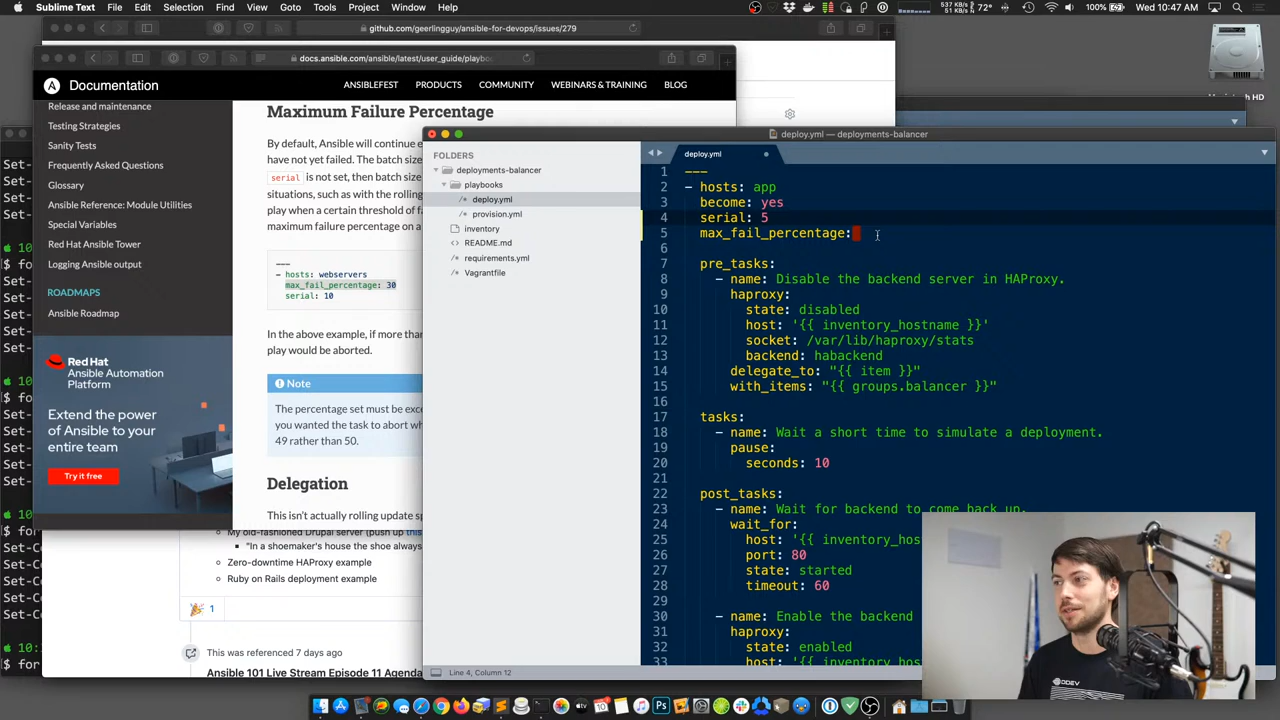 Sublime Text File Edit Selection Find View Goto Tools Project Window Help
72° Wed 10:47 AM
github.com/geerlingguy/ansible-for-devops/issues/279
docs.ansible.com/ansible/latest/user_guide/playbo
Documentation
ANSIBLEFEST PRODUCTS COMMUNITY WEBINARS & TRAINING BLOG
Release and maintenance
Testing Strategies
Sanity Tests
Frequently Asked Questions
Glossary
Ansible Reference: Module Utilities
Special Variables
Red Hat Ansible Tower
Logging Ansible output
ROADMAPS
Ansible Roadmap
Red Hat
Ansible Automation
Platform
Extend the power
of Ansible to your
entire team
Try it free
Maximum Failure Percentage
By default, Ansible will continue e
have not yet failed. The batch size
serial is not set, then batch size
situations, such as with the rolling
play when a certain threshold of fa
maximum failure percentage on a
---
- hosts: webservers
max_fail_percentage: 30
serial: 10
In the above example, if more than
play would be aborted.
Note
The percentage set must be exce
you wanted the task to abort wh
49 rather than 50.
Delegation
This isn't actually rolling update sp
My old-fashioned Drupal server (push up this
"In a shoemaker's house the shoe always
Zero-downtime HAProxy example
Ruby on Rails deployment example
1
This was referenced 7 days ago
Ansible 101 Live Stream Episode 11 Agenda
deploy.yml — deployments-balancer
FOLDERS
deployments-balancer
playbooks
deploy.yml
provision.yml
inventory
README.md
requirements.yml
Vagrantfile
deploy.yml
1 ---
2 - hosts: app
3 become: yes
4 serial: 5
5 max_fail_percentage:
6
7 pre_tasks:
8 - name: Disable the backend server in HAProxy.
9 haproxy:
10 state: disabled
11 host: '{{ inventory_hostname }}'
12 socket: /var/lib/haproxy/stats
13 backend: habackend
14 delegate_to: "{{ item }}"
15 with_items: "{{ groups.balancer }}"
16
17 tasks:
18 - name: Wait a short time to simulate a deployment.
19 pause:
20 seconds: 10
21
22 post_tasks:
23 - name: Wait for backend to come back up.
24 wait_for:
25 host: '{{ inventory_hos
26 port: 80
27 state: started
28 timeout: 60
29
30 - name: Enable the backend
31 haproxy:
32 state: enabled
33 host: '{{ inventory_hos
Line 4, Column 12